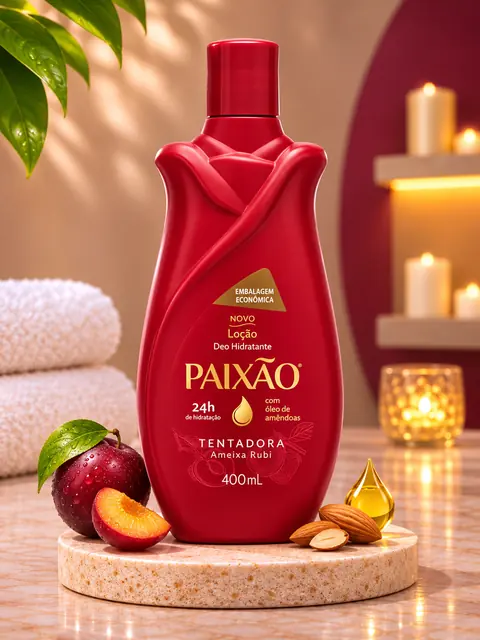 EMBALAGEM
ECONÔMICA
NOVO
Loção
Deo Hidratante
PAIXÃO®
24h
de hidratação
com
óleo de
amêndoas
TENTADORA
Ameixa Rubi
400mL